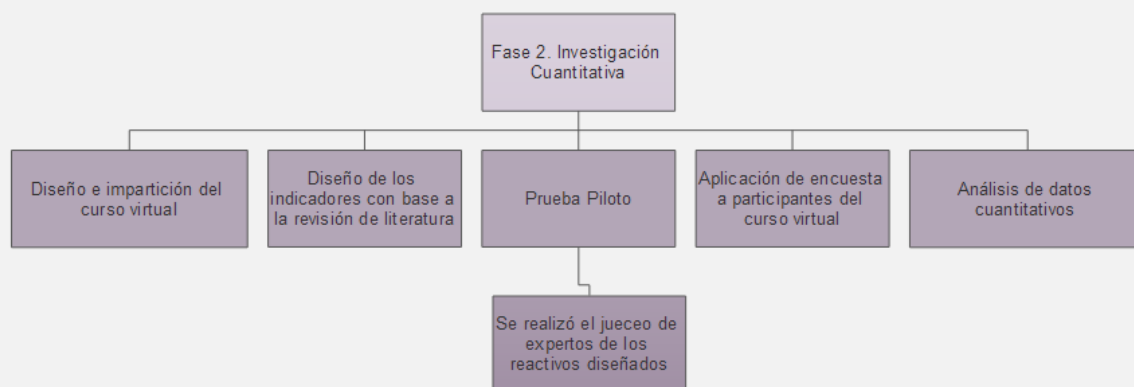 Fase 2. Investigación
Cuantitativa
Diseño e impartición del
curso virtual
Diseño de los
indicadores con base a
la revisión de literatura
Prueba Piloto
Aplicación de encuesta
a participantes del
curso virtual
Análisis de datos
cuantitativos
Se realizó el jueceo de
expertos de los
reactivos diseñados